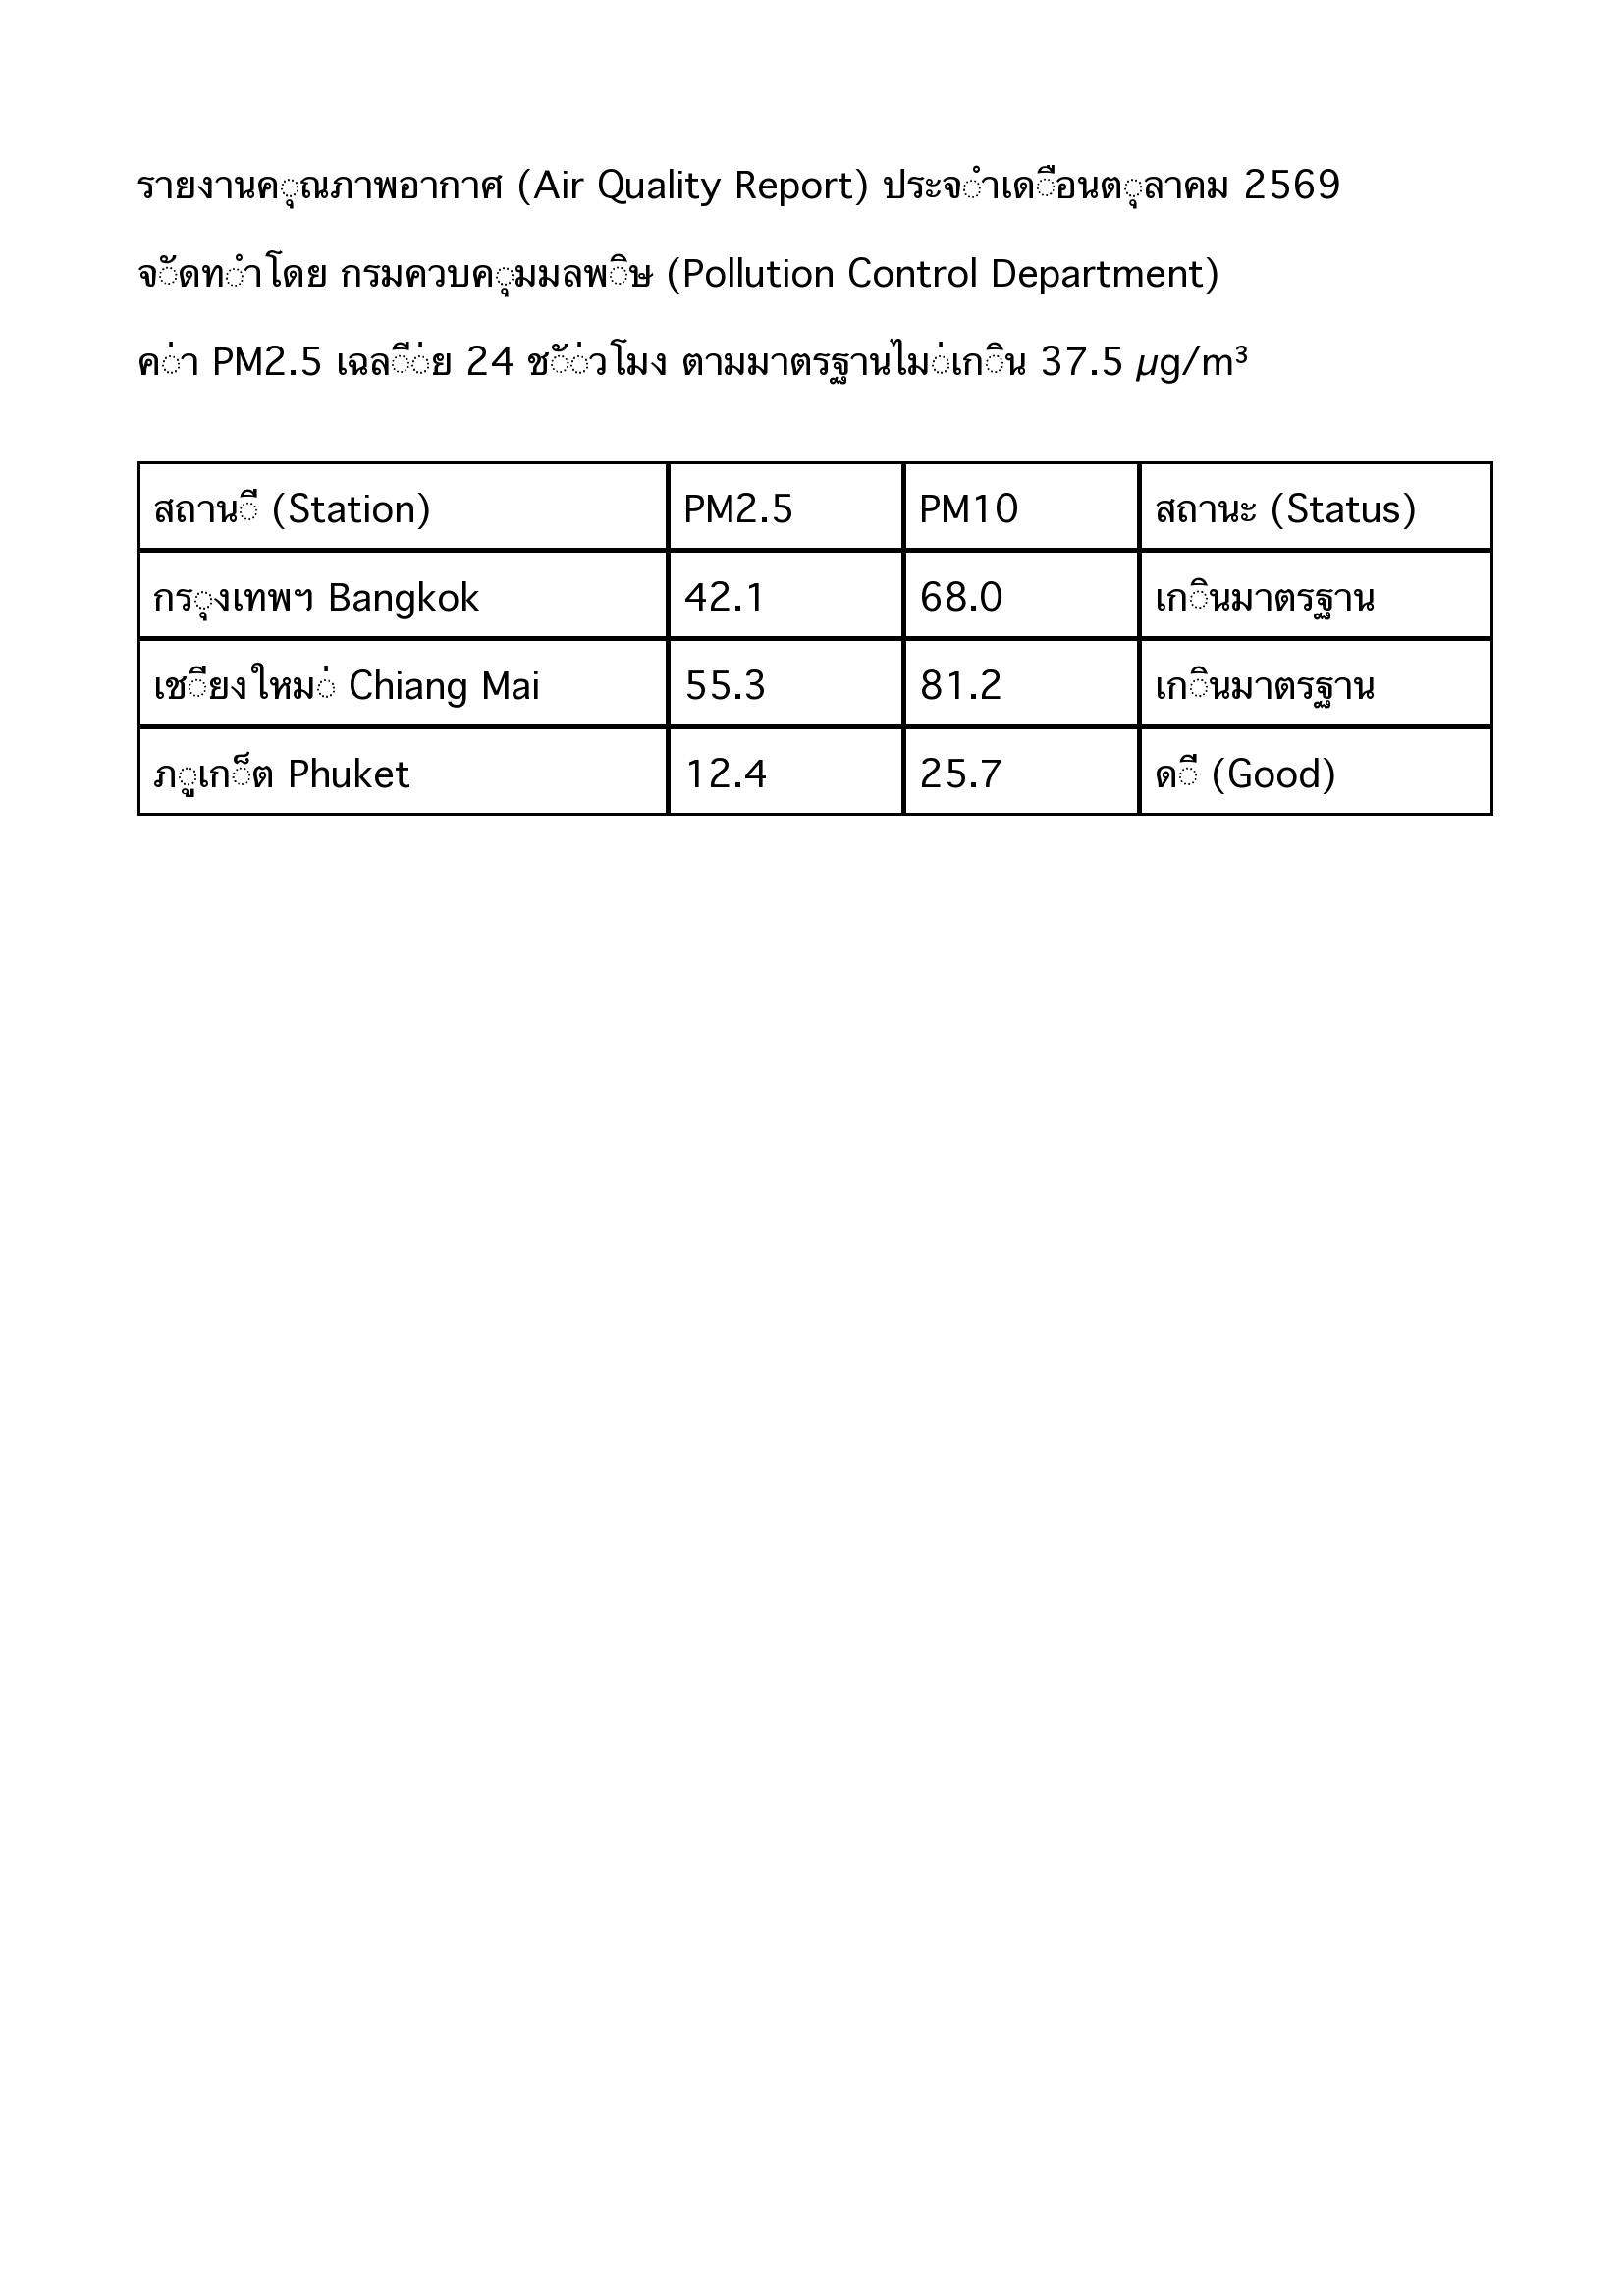 รายงานคุณภาพอากาศ (Air Quality Report) ประจำเดือนตุลาคม 2569
จัดทำโดย กรมควบคุมมลพิษ (Pollution Control Department)
ค่า PM2.5 เฉลี่ย 24 ชั่วโมง ตามมาตรฐานไม่เกิน 37.5 µg/m³
สถานี (Station) PM2.5 PM10 สถานะ (Status)
กรุงเทพฯ Bangkok 42.1 68.0 เกินมาตรฐาน
เชียงใหม่ Chiang Mai 55.3 81.2 เกินมาตรฐาน
ภูเก็ต Phuket 12.4 25.7 ดี (Good)